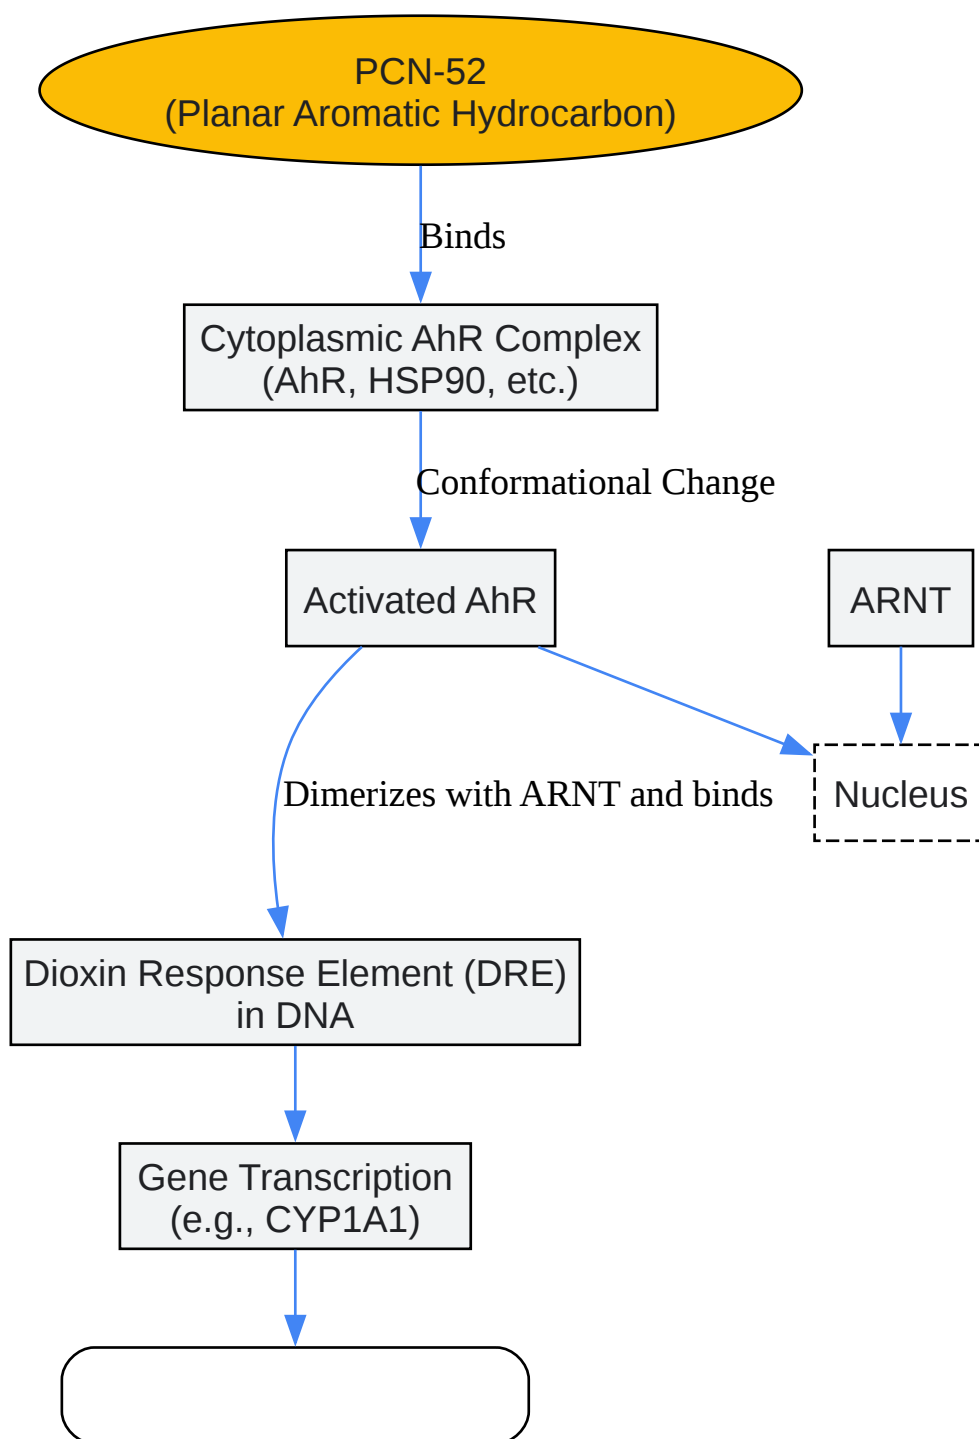 PCN-52
(Planar Aromatic Hydrocarbon)
Binds
Cytoplasmic AhR Complex
(AhR, HSP90, etc.)
Conformational Change
Activated AhR
ARNT
Dimerizes with ARNT and binds
Nucleus
Dioxin Response Element (DRE)
in DNA
Gene Transcription
(e.g., CYP1A1)